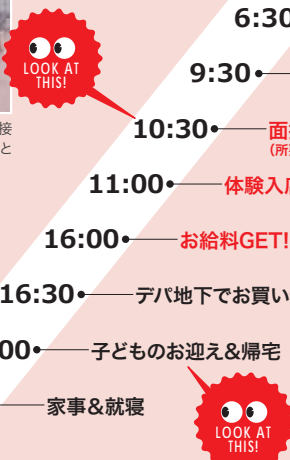 6:30
LOOK AT
THIS!
9:30
接
と
10:30
面
(所
11:00
体験入
16:00
お給料GET!
16:30
デパ地下でお買い
00
子どものお迎え&帰宅
家事&就寝
LOOK AT
THIS!